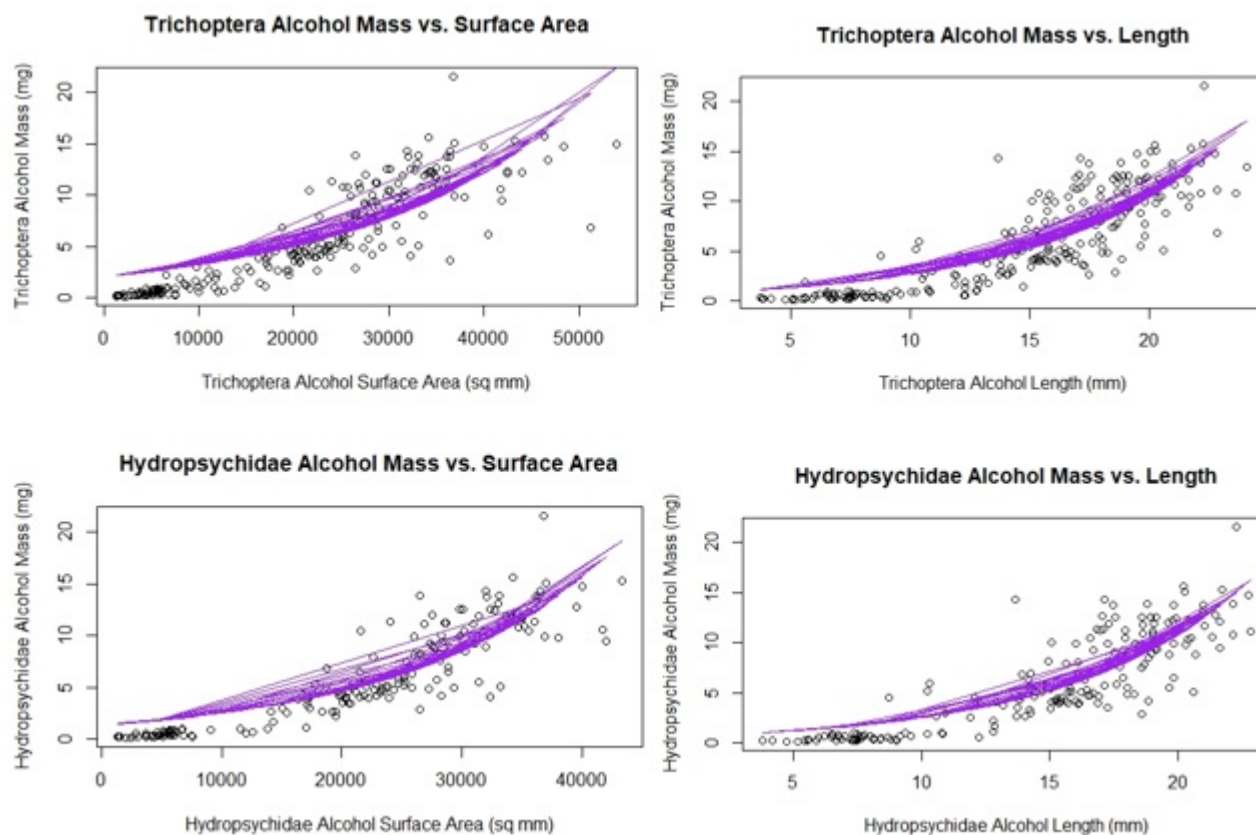 Trichoptera Alcohol Mass vs. Surface Area
Trichoptera Alcohol Mass (mg)
20
15
10
5
0
0 10000 20000 30000 40000 50000
Trichoptera Alcohol Surface Area (sq mm)
Trichoptera Alcohol Mass vs. Length
Trichoptera Alcohol Mass (mg)
20
15
10
5
0
5 10 15 20
Trichoptera Alcohol Length (mm)
Hydropsychidae Alcohol Mass vs. Surface Area
Hydropsychidae Alcohol Mass (mg)
20
15
10
5
0
0 10000 20000 30000 40000
Hydropsychidae Alcohol Surface Area (sq mm)
Hydropsychidae Alcohol Mass vs. Length
Hydropsychidae Alcohol Mass (mg)
20
15
10
5
0
5 10 15 20
Hydropsychidae Alcohol Length (mm)